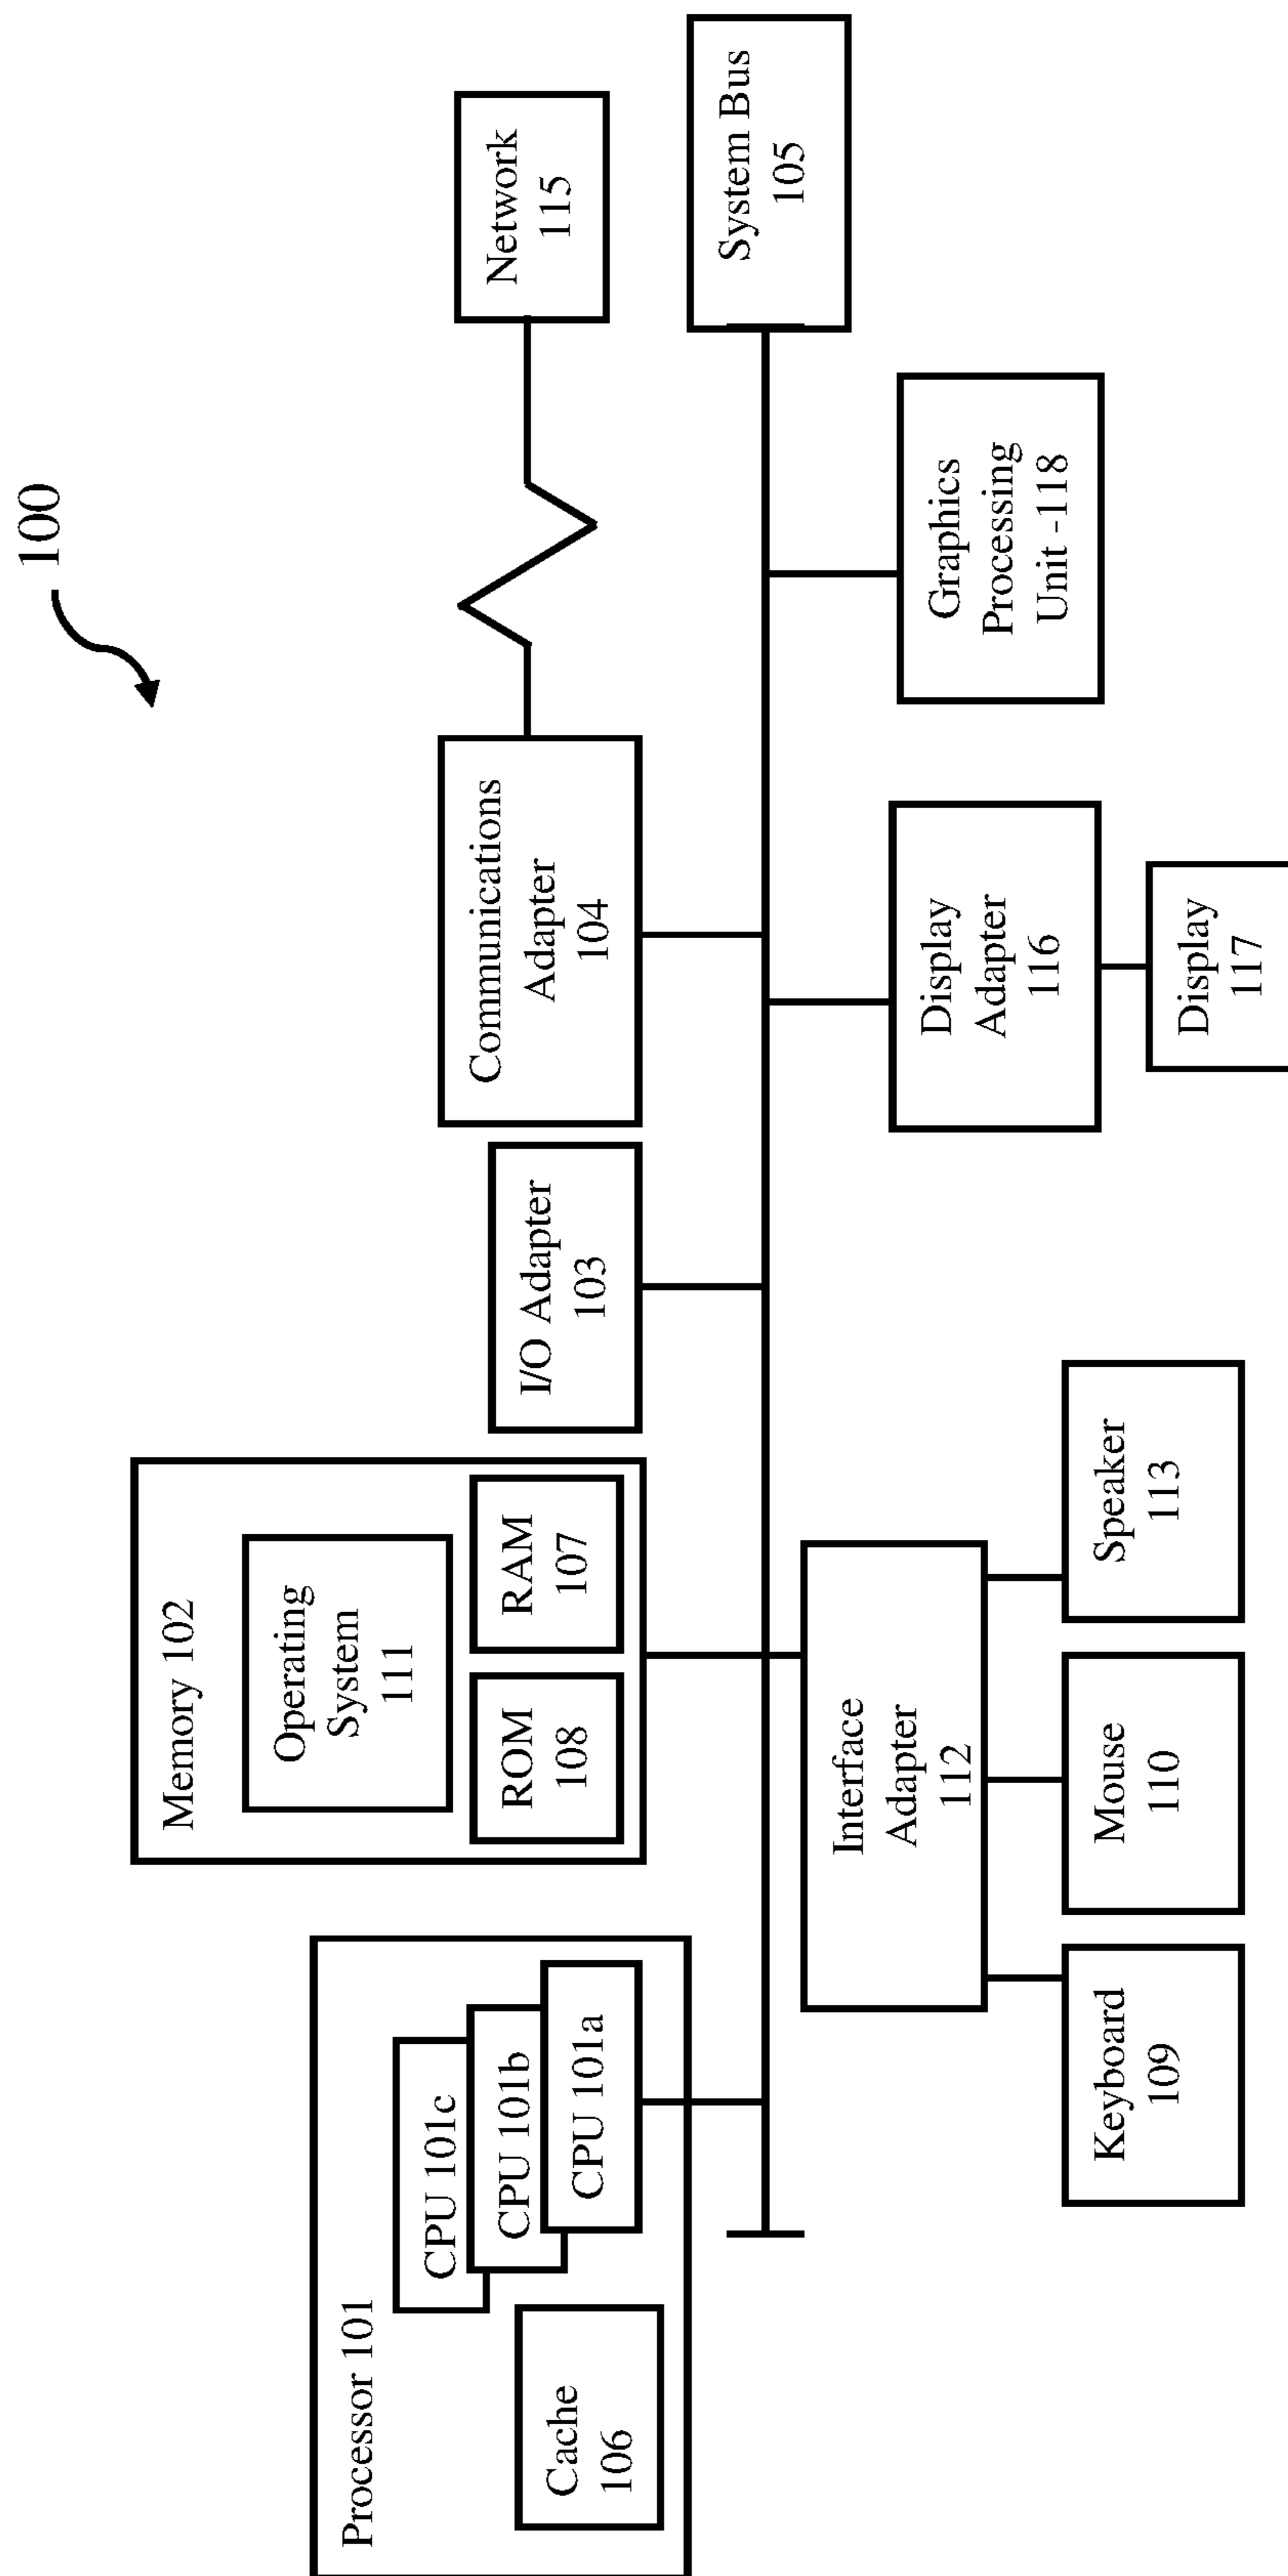 100
Processor 101
Cache
106
CPU 101c
CPU 101b
CPU 101a
Memory 102
Operating
System
111
ROM
108
RAM
107
I/O Adapter
103
Communications
Adapter
104
Network
115
System Bus
105
Interface
Adapter
112
Keyboard
109
Mouse
110
Speaker
113
Display
Adapter
116
Display
117
Graphics
Processing
Unit -118